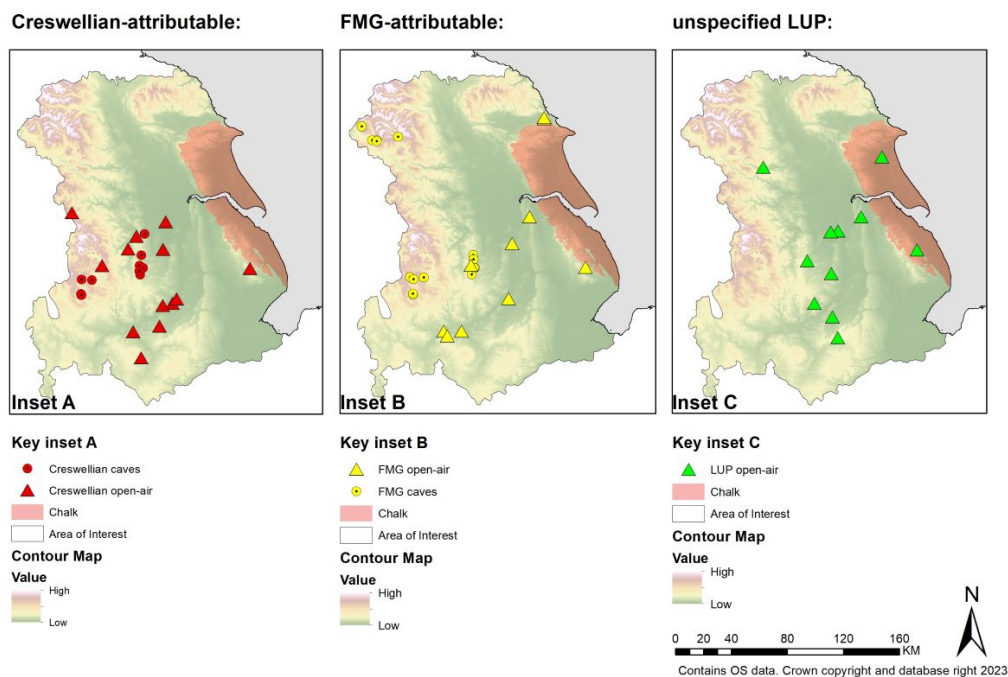 Creswellian-attributable:
FMG-attributable:
unspecified LUP:
Inset A
Inset B
Inset C
Key inset A
Creswellian caves
Creswellian open-air
Chalk
Area of Interest
Contour Map
Value
High
Low
Key inset B
FMG open-air
FMG caves
Chalk
Area of Interest
Contour Map
Value
High
Low
Key inset C
LUP open-air
Chalk
Area of Interest
Contour Map
Value
High
Low
N
0 20 40 80 120 160
KM
Contains OS data. Crown copyright and database right 2023